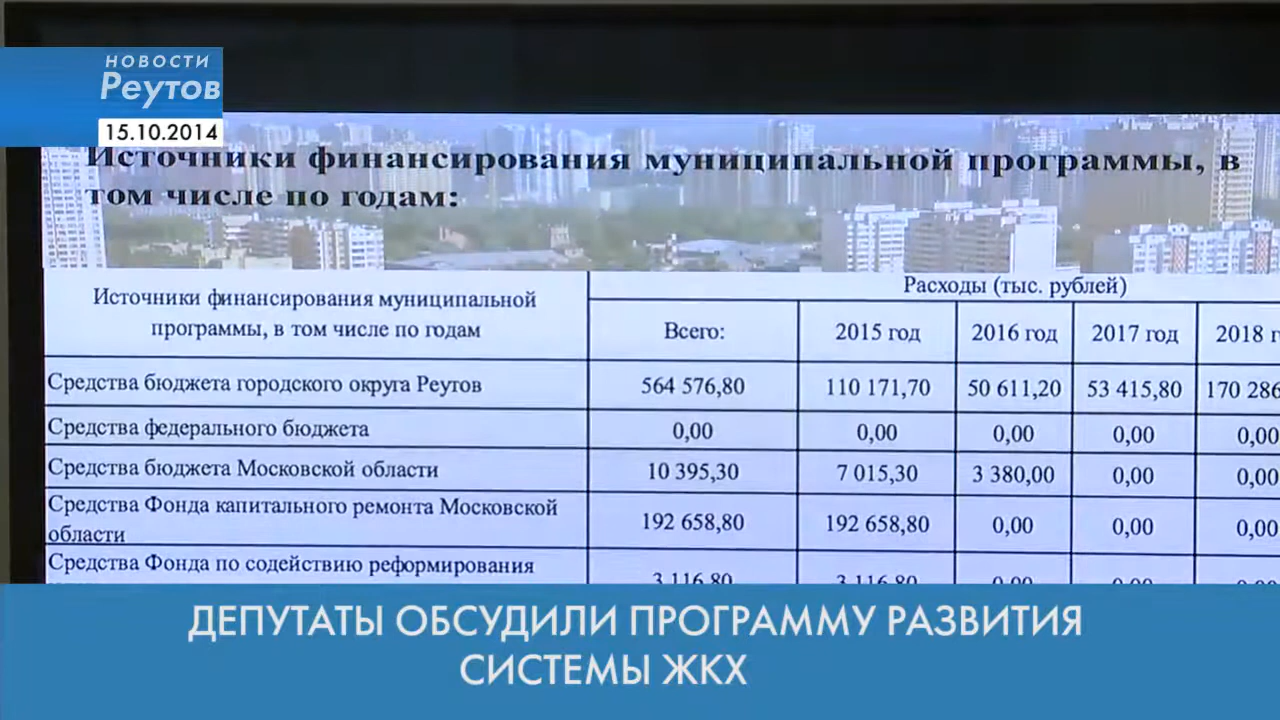 НОВОСТИ
Реутов
15.10.2014
Источники финансирования муниципальной программы, в
том числе по годам:
Источники финансирования муниципальной
программы, в том числе по годам
Расходы (тыс. рублей)
Всего: 2015 год 2016 год 2017 год 2018
Средства бюджета городского округа Реутов 564 576,80 110 171,70 50 611,20 53 415,80 170 286
Средства федерального бюджета 0,00 0,00 0,00 0,00 0,00
Средства бюджета Московской области 10 395,30 7 015,30 3 380,00 0,00 0,00
Средства Фонда капитального ремонта Московской
области 192 658,80 192 658,80 0,00 0,00 0,00
Средства Фонда по содействию реформирования
3 116,80 3 116,80 0,00 0,00
ДЕПУТАТЫ ОБСУДИЛИ ПРОГРАММУ РАЗВИТИЯ
СИСТЕМЫ ЖКХ